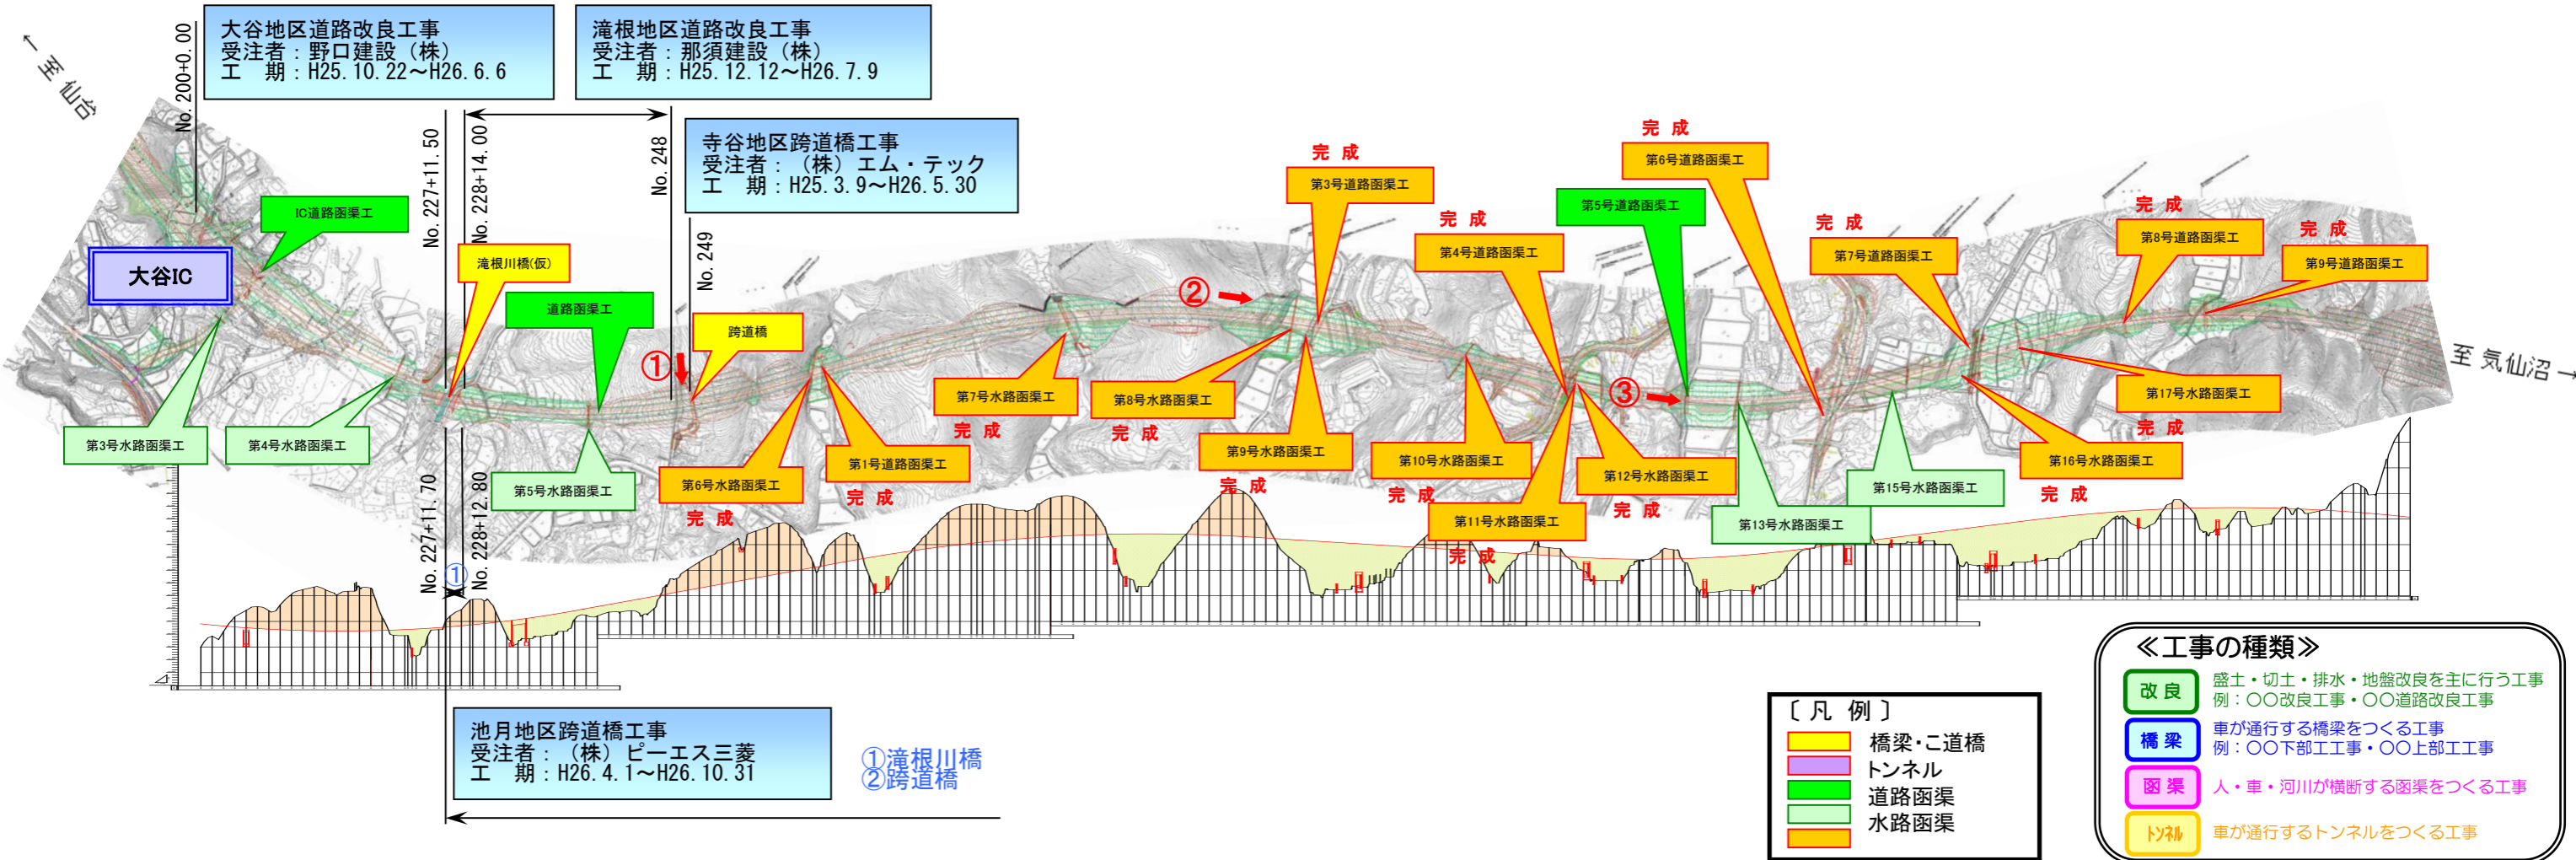 ← 至 仙台
No. 200+0.00
大谷地区道路改良工事
受注者：野口建設（株）
工　期：H25.10.22～H26.6.6
滝根地区道路改良工事
受注者：那須建設（株）
工　期：H25.12.12～H26.7.9
No. 227+11.50
No. 228+14.00
No. 248
寺谷地区跨道橋工事
受注者：（株）エム・テック
工　期：H25.3.9～H26.5.30
No. 249
IC道路函渠工
大谷IC
滝根川橋(仮)
道路函渠工
跨道橋
①
②
③
完 成
第3号道路函渠工
完 成
第4号道路函渠工
第5号道路函渠工
完 成
第6号道路函渠工
完 成
第7号道路函渠工
完 成
第8号道路函渠工
完 成
第9号道路函渠工
至 気仙沼 →
第3号水路函渠工
第4号水路函渠工
第5号水路函渠工
第6号水路函渠工
完 成
第1号道路函渠工
完 成
第7号水路函渠工
完 成
第8号水路函渠工
完 成
第9号水路函渠工
完 成
第10号水路函渠工
完 成
第11号水路函渠工
完 成
第12号水路函渠工
完 成
第13号水路函渠工
第15号水路函渠工
第16号水路函渠工
完 成
第17号水路函渠工
完 成
No. 227+11.70
①
No. 228+12.80
池月地区跨道橋工事
受注者：（株）ピーエス三菱
工　期：H26.4.1～H26.10.31
①滝根川橋
②跨道橋
〔 凡 例 〕
橋梁・こ道橋
トンネル
道路函渠
水路函渠
≪工事の種類≫
改良
盛土・切土・排水・地盤改良を主に行う工事
例：〇〇改良工事・〇〇道路改良工事
橋梁
車が通行する橋梁をつくる工事
例：〇〇下部工工事・〇〇上部工工事
函渠
人・車・河川が横断する函渠をつくる工事
トンネル
車が通行するトンネルをつくる工事